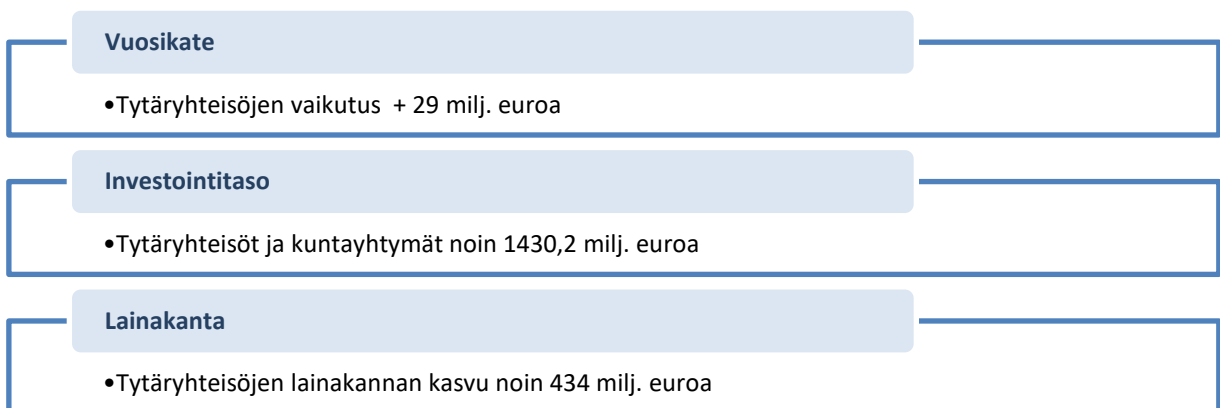 Vuosikate
•Tytäryhteisöjen vaikutus + 29 milj. euroa
Investointitaso
•Tytäryhteisöt ja kuntayhtymät noin 1430,2 milj. euroa
Lainakanta
•Tytäryhteisöjen lainakannan kasvu noin 434 milj. euroa